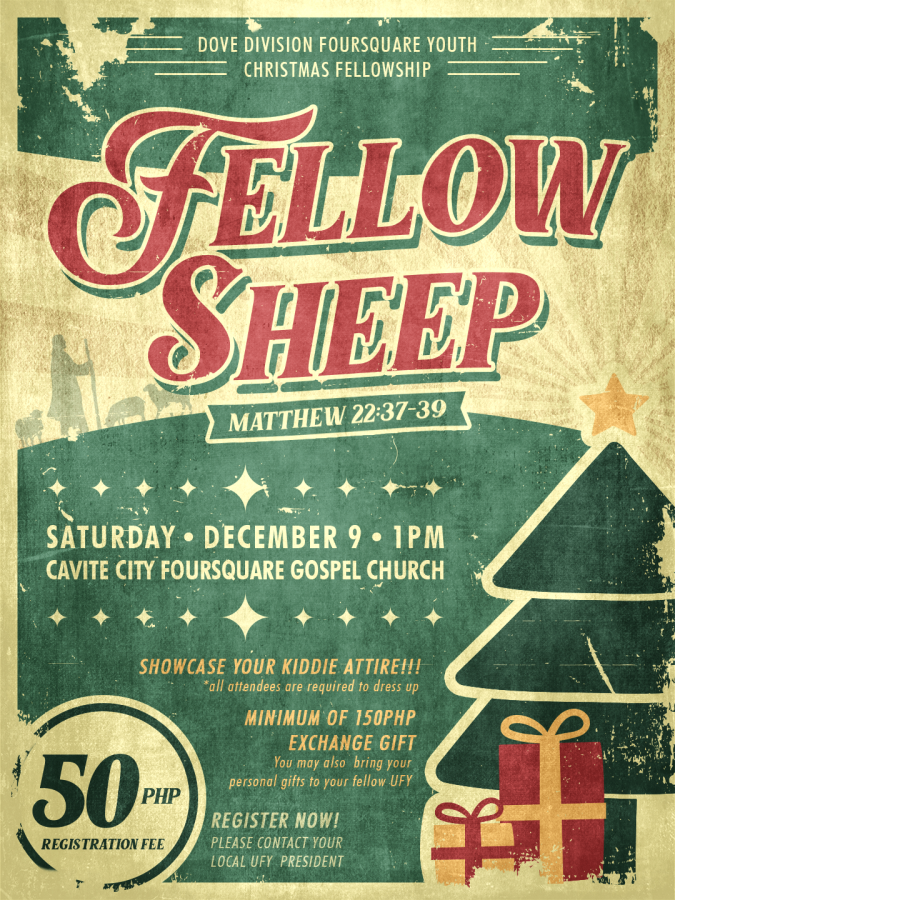 DOVE DIVISION FOURSQUARE YOUTH
CHRISTMAS FELLOWSHIP
FELLOW
SHEEP
MATTHEW 22:37-39
SATURDAY • DECEMBER 9 • 1PM
CAVITE CITY FOURSQUARE GOSPEL CHURCH
SHOWCASE YOUR KIDDIE ATTIRE!!!
*all attendees are required to dress up
MINIMUM OF 150PHP
EXCHANGE GIFT
You may also bring your
personal gifts to your fellow UFY
50 PHP
REGISTRATION FEE
REGISTER NOW!
PLEASE CONTACT YOUR
LOCAL UFY PRESIDENT